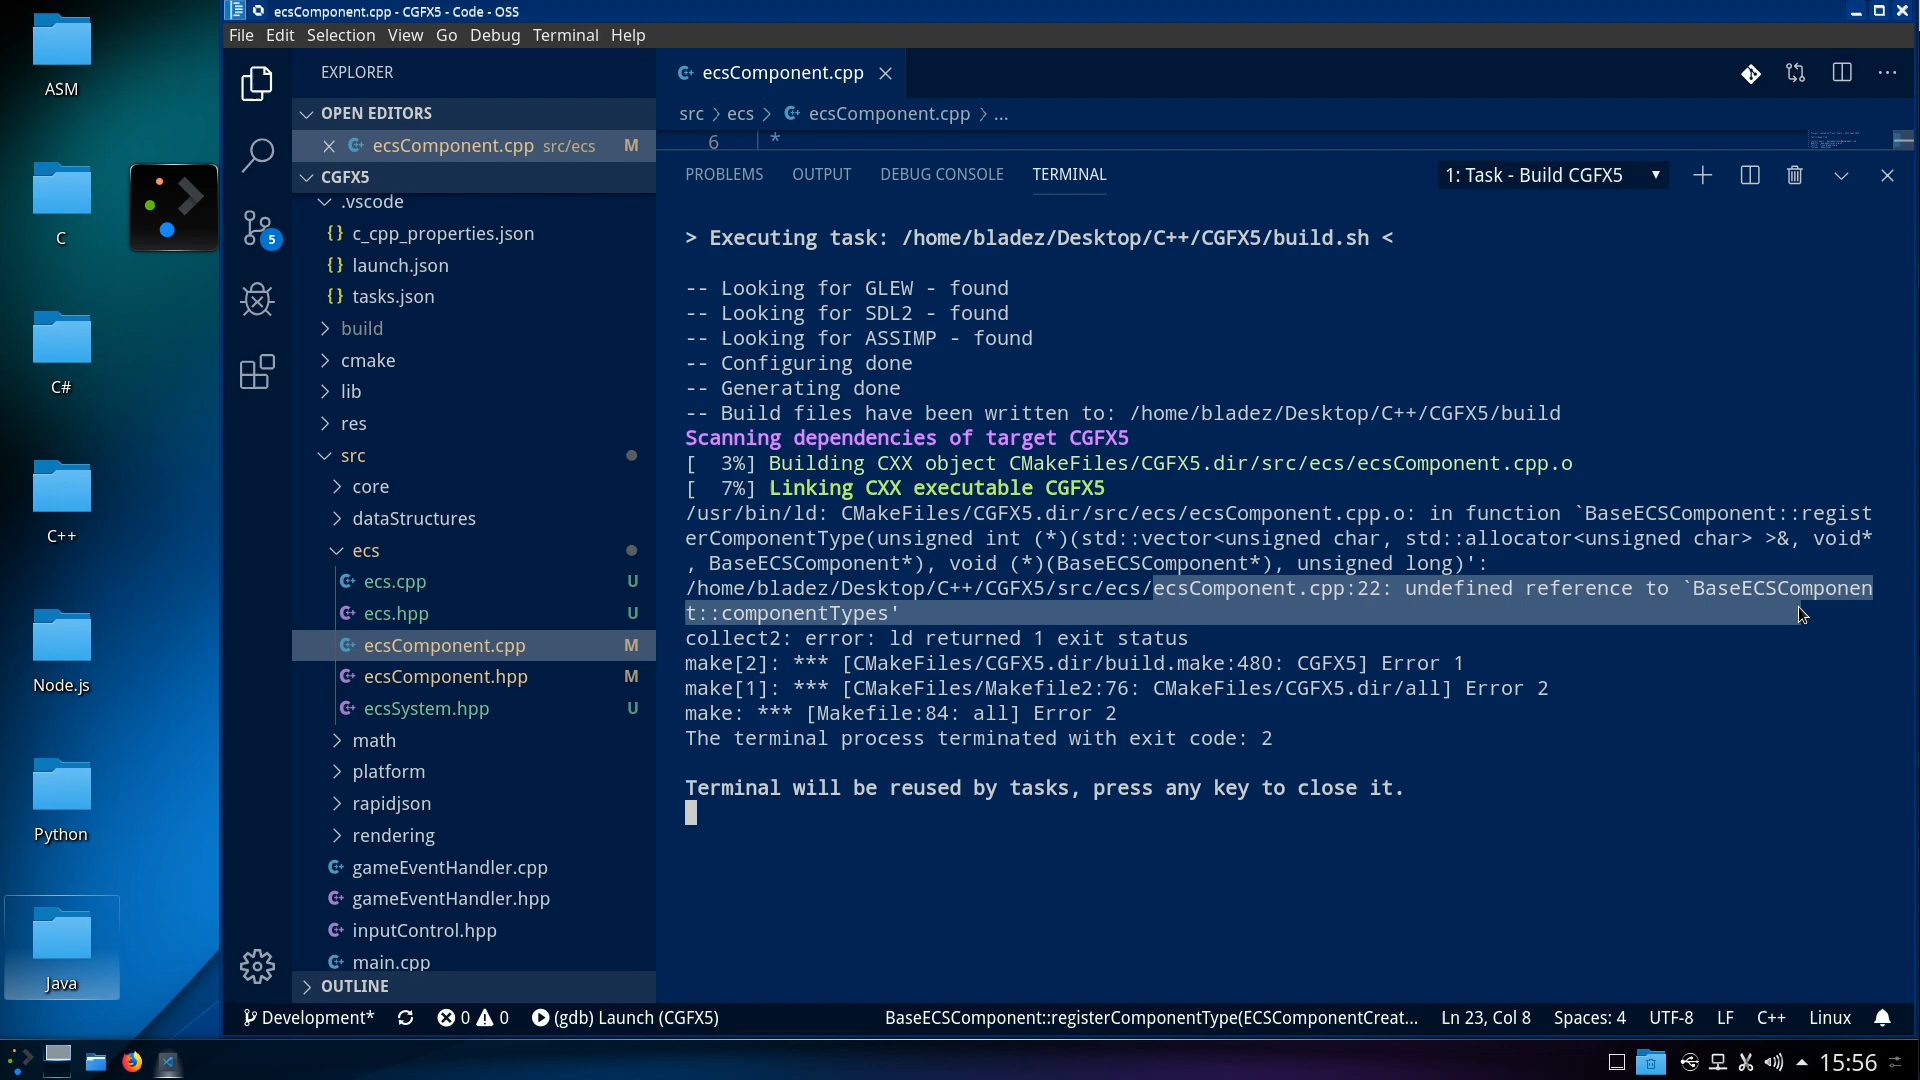 ecsComponent.cpp - CGFX5 - Code - OSS
File Edit Selection View Go Debug Terminal Help
ASM
C
C#
C++
Node.js
Python
Java
EXPLORER
OPEN EDITORS
ecsComponent.cpp src/ecs M
CGFX5
.vscode
{} c_cpp_properties.json
{} launch.json
{} tasks.json
build
cmake
lib
res
src
core
dataStructures
ecs
ecs.cpp U
ecs.hpp U
ecsComponent.cpp M
ecsComponent.hpp M
ecsSystem.hpp U
math
platform
rapidjson
rendering
gameEventHandler.cpp
gameEventHandler.hpp
inputControl.hpp
main.cpp
OUTLINE
5
ecsComponent.cpp
src > ecs > ecsComponent.cpp > ...
6 *
PROBLEMS OUTPUT DEBUG CONSOLE TERMINAL 1: Task - Build CGFX5
> Executing task: /home/bladez/Desktop/C++/CGFX5/build.sh <
-- Looking for GLEW - found
-- Looking for SDL2 - found
-- Looking for ASSIMP - found
-- Configuring done
-- Generating done
-- Build files have been written to: /home/bladez/Desktop/C++/CGFX5/build
Scanning dependencies of target CGFX5
[  3%] Building CXX object CMakeFiles/CGFX5.dir/src/ecs/ecsComponent.cpp.o
[  7%] Linking CXX executable CGFX5
/usr/bin/ld: CMakeFiles/CGFX5.dir/src/ecs/ecsComponent.cpp.o: in function `BaseECSComponent::regist
erComponentType(unsigned int (*)(std::vector<unsigned char, std::allocator<unsigned char> >&, void*
, BaseECSComponent*), void (*)(BaseECSComponent*), unsigned long)':
/home/bladez/Desktop/C++/CGFX5/src/ecs/ecsComponent.cpp:22: undefined reference to `BaseECSComponen
t::componentTypes'
collect2: error: ld returned 1 exit status
make[2]: *** [CMakeFiles/CGFX5.dir/build.make:480: CGFX5] Error 1
make[1]: *** [CMakeFiles/Makefile2:76: CMakeFiles/CGFX5.dir/all] Error 2
make: *** [Makefile:84: all] Error 2
The terminal process terminated with exit code: 2
Terminal will be reused by tasks, press any key to close it.
Development* 0 0 (gdb) Launch (CGFX5) BaseECSComponent::registerComponentType(ECSComponentCreat... Ln 23, Col 8 Spaces: 4 UTF-8 LF C++ Linux
15:56